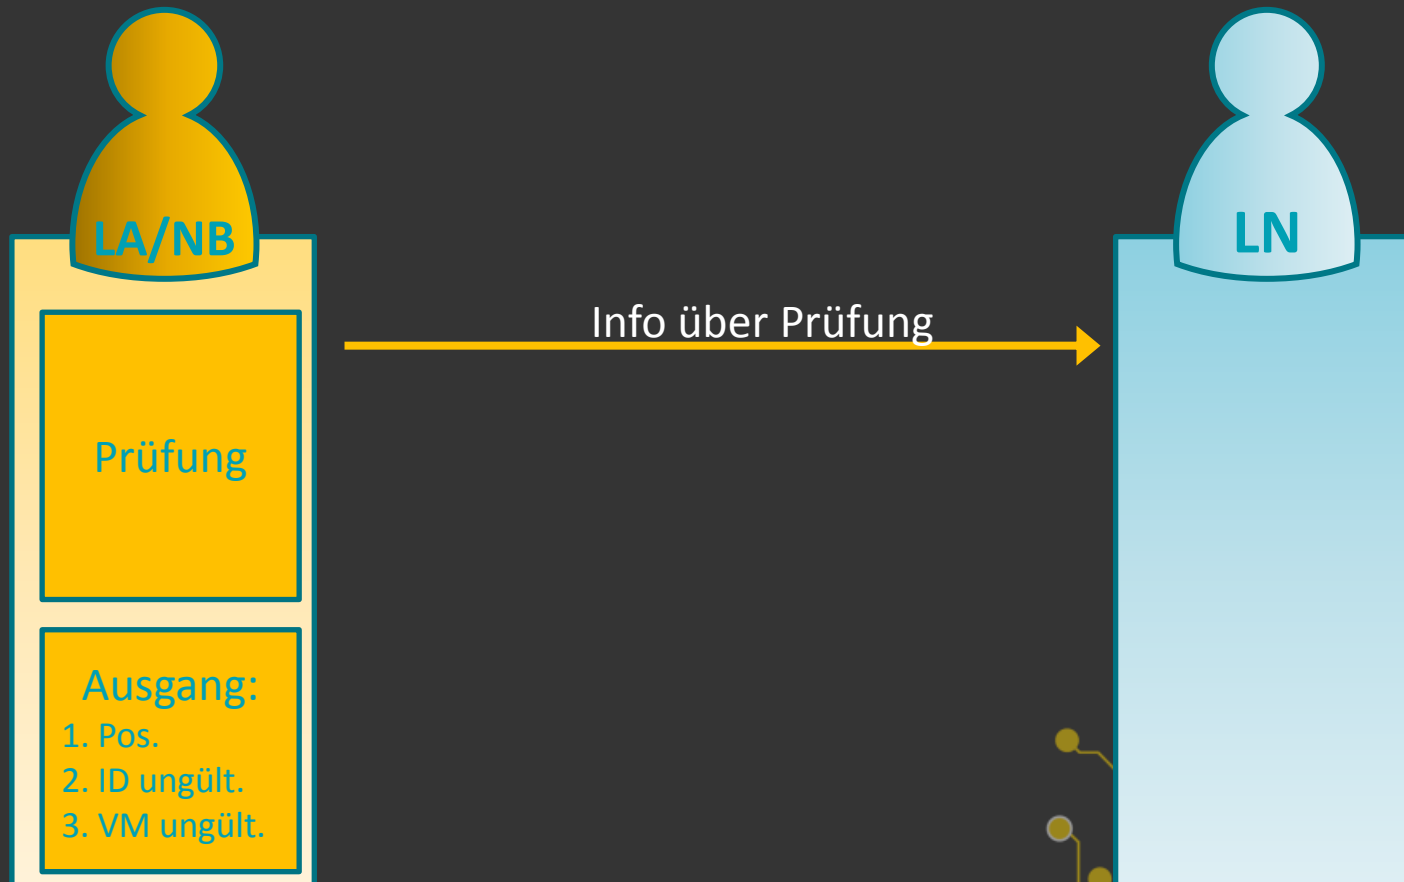 LA/NB
LN
Info über Prüfung
Prüfung
Ausgang:
1. Pos.
2. ID ungült.
3. VM ungült.